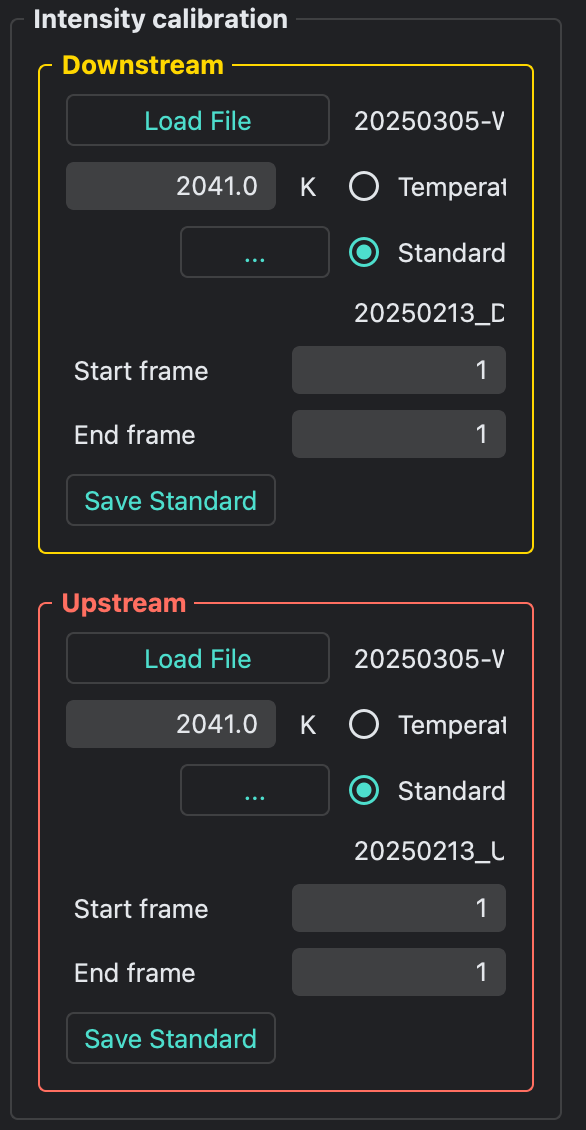 Intensity calibration
Downstream
Load File 20250305-W
2041.0 K Temperat
... Standard
20250213_D
Start frame 1
End frame 1
Save Standard
Upstream
Load File 20250305-W
2041.0 K Temperat
... Standard
20250213_U
Start frame 1
End frame 1
Save Standard